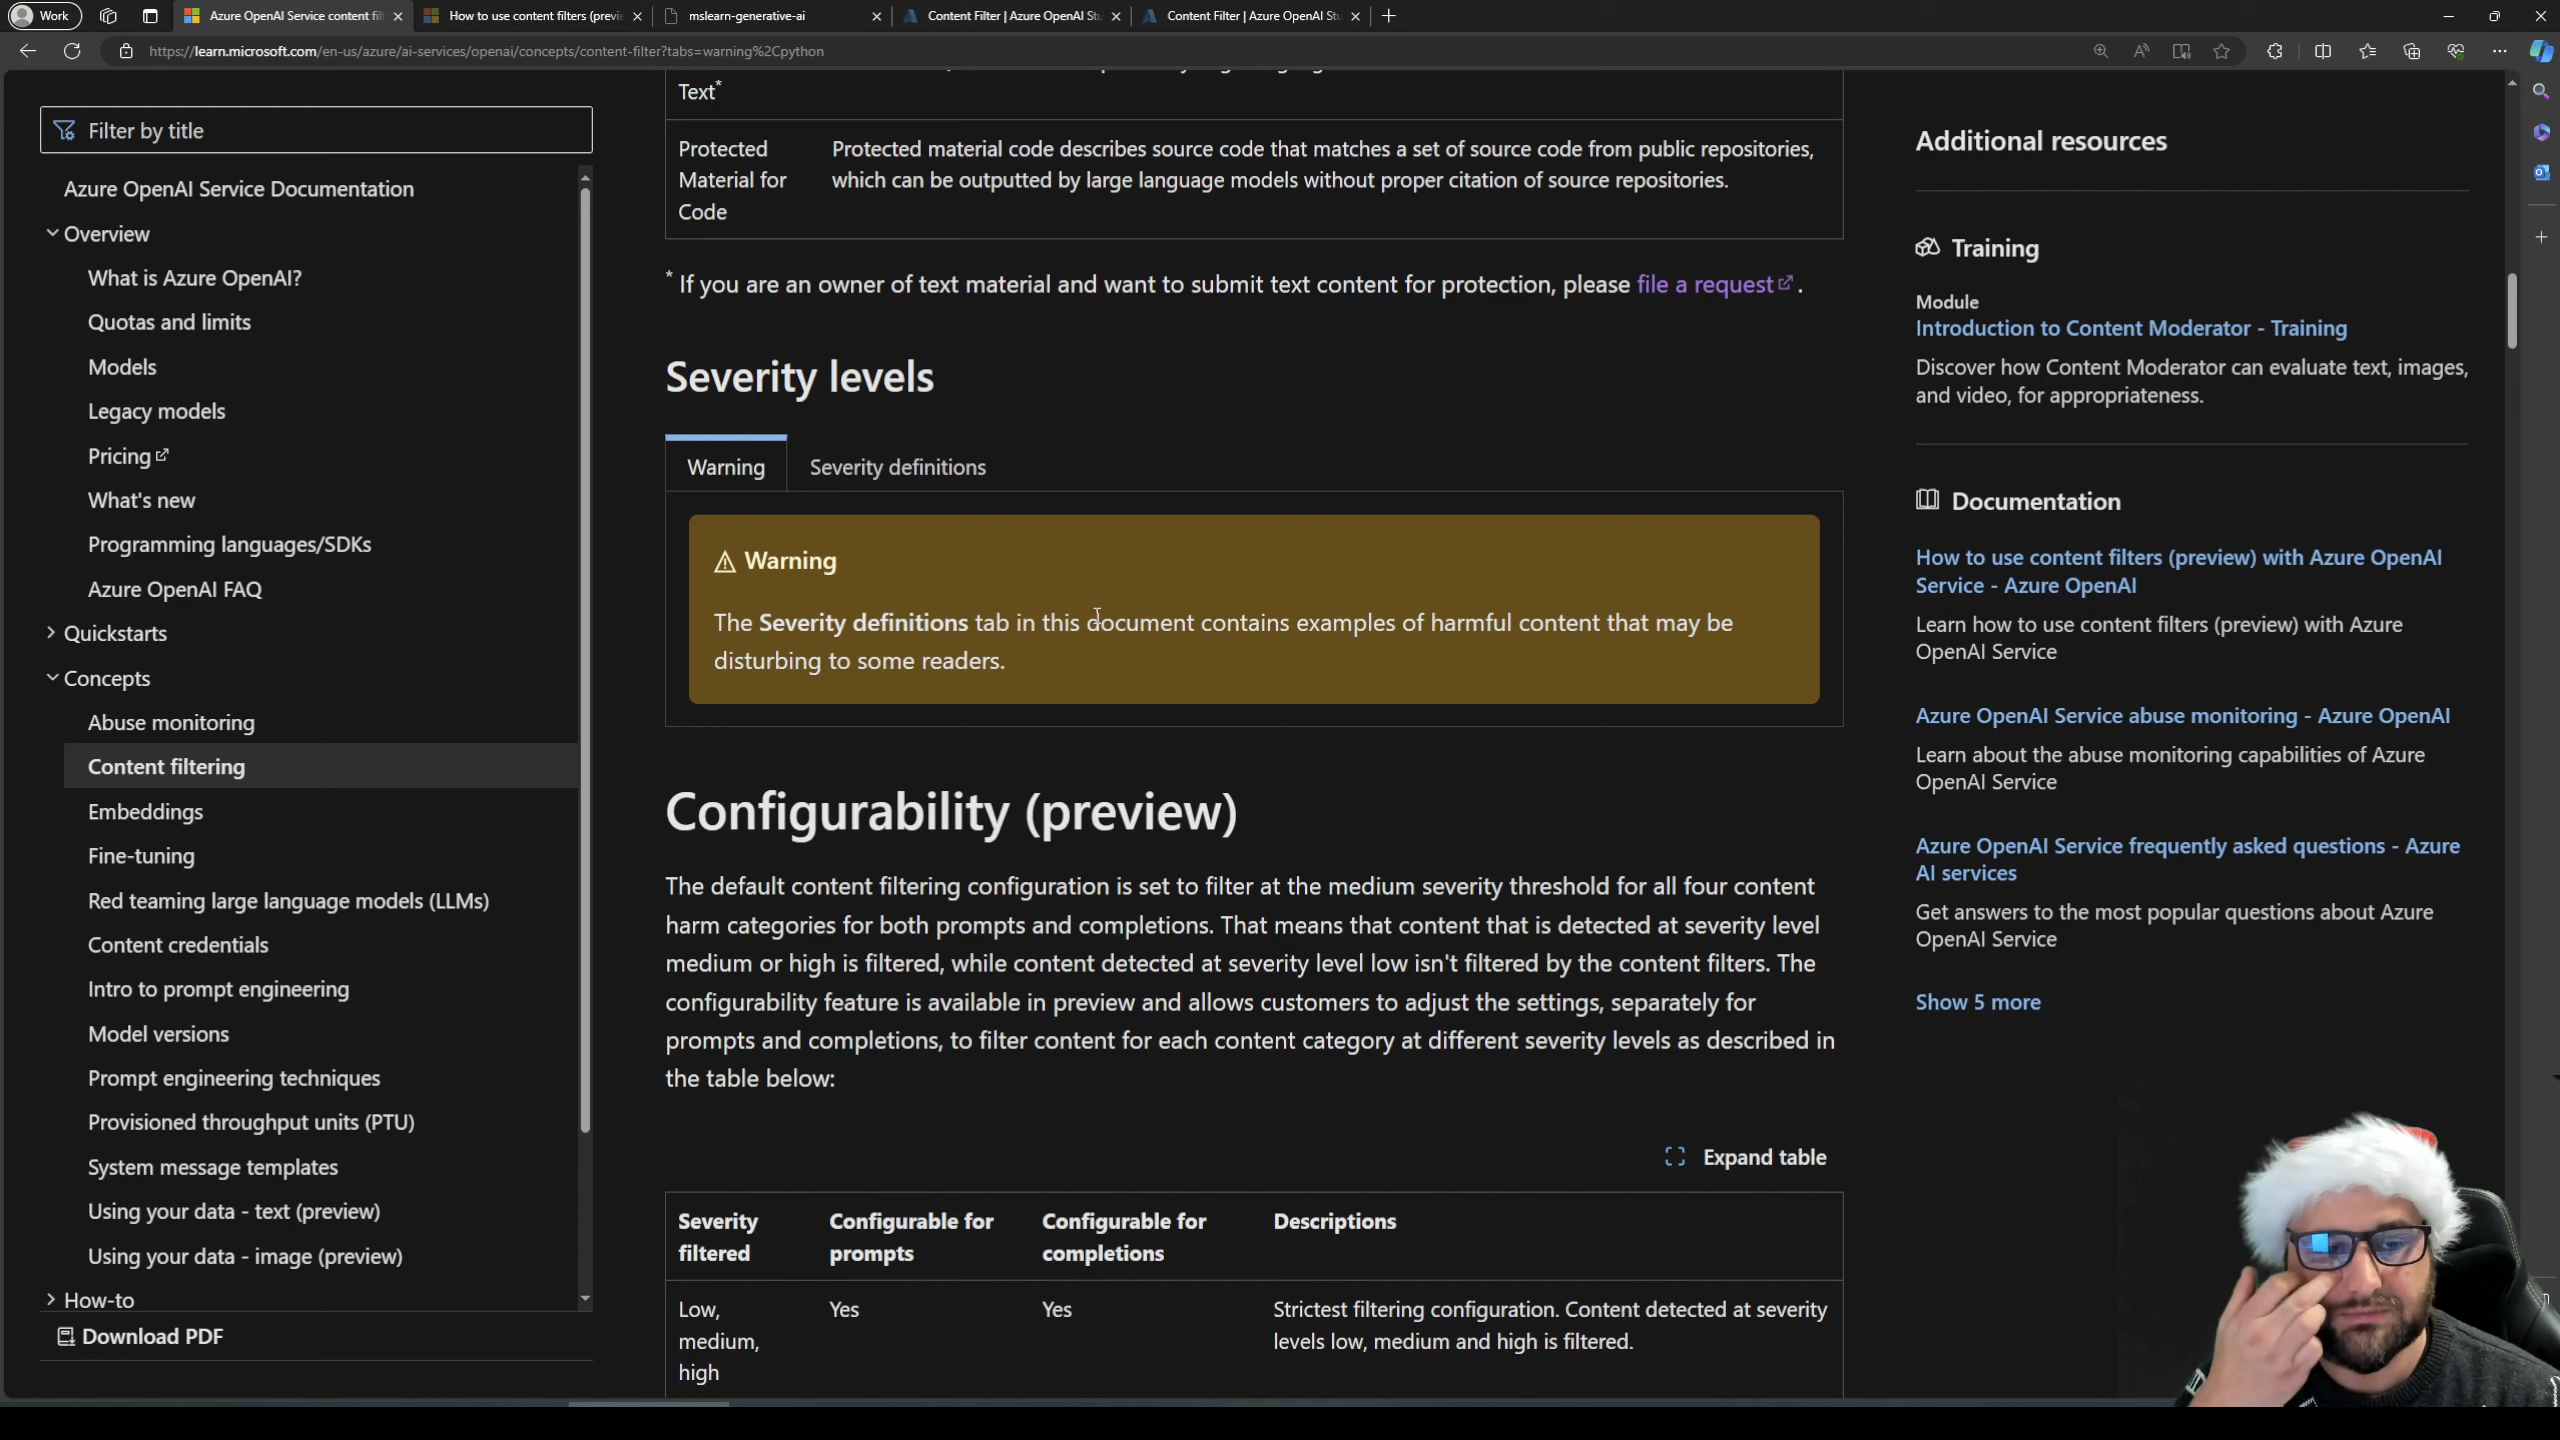 Work
Azure OpenAI Service content fil
How to use content filters (previe
mslearn-generative-ai
Content Filter | Azure OpenAI Stu
Content Filter | Azure OpenAI Stu
https://learn.microsoft.com/en-us/azure/ai-services/openai/concepts/content-filter?tabs=warning%2Cpython
Filter by title
Azure OpenAI Service Documentation
Overview
What is Azure OpenAI?
Quotas and limits
Models
Legacy models
Pricing
What's new
Programming languages/SDKs
Azure OpenAI FAQ
Quickstarts
Concepts
Abuse monitoring
Content filtering
Embeddings
Fine-tuning
Red teaming large language models (LLMs)
Content credentials
Intro to prompt engineering
Model versions
Prompt engineering techniques
Provisioned throughput units (PTU)
System message templates
Using your data - text (preview)
Using your data - image (preview)
How-to
Download PDF
Text*
Protected
Material for
Code
Protected material code describes source code that matches a set of source code from public repositories,
which can be outputted by large language models without proper citation of source repositories.
* If you are an owner of text material and want to submit text content for protection, please file a request.
Severity levels
Warning
Severity definitions
Warning
The Severity definitions tab in this document contains examples of harmful content that may be
disturbing to some readers.
Configurability (preview)
The default content filtering configuration is set to filter at the medium severity threshold for all four content
harm categories for both prompts and completions. That means that content that is detected at severity level
medium or high is filtered, while content detected at severity level low isn't filtered by the content filters. The
configurability feature is available in preview and allows customers to adjust the settings, separately for
prompts and completions, to filter content for each content category at different severity levels as described in
the table below:
Expand table
Severity
filtered
Configurable for
prompts
Configurable for
completions
Descriptions
Low,
medium,
high
Yes
Yes
Strictest filtering configuration. Content detected at severity
levels low, medium and high is filtered.
Additional resources
Training
Module
Introduction to Content Moderator - Training
Discover how Content Moderator can evaluate text, images,
and video, for appropriateness.
Documentation
How to use content filters (preview) with Azure OpenAI
Service - Azure OpenAI
Learn how to use content filters (preview) with Azure
OpenAI Service
Azure OpenAI Service abuse monitoring - Azure OpenAI
Learn about the abuse monitoring capabilities of Azure
OpenAI Service
Azure OpenAI Service frequently asked questions - Azure
AI services
Get answers to the most popular questions about Azure
OpenAI Service
Show 5 more